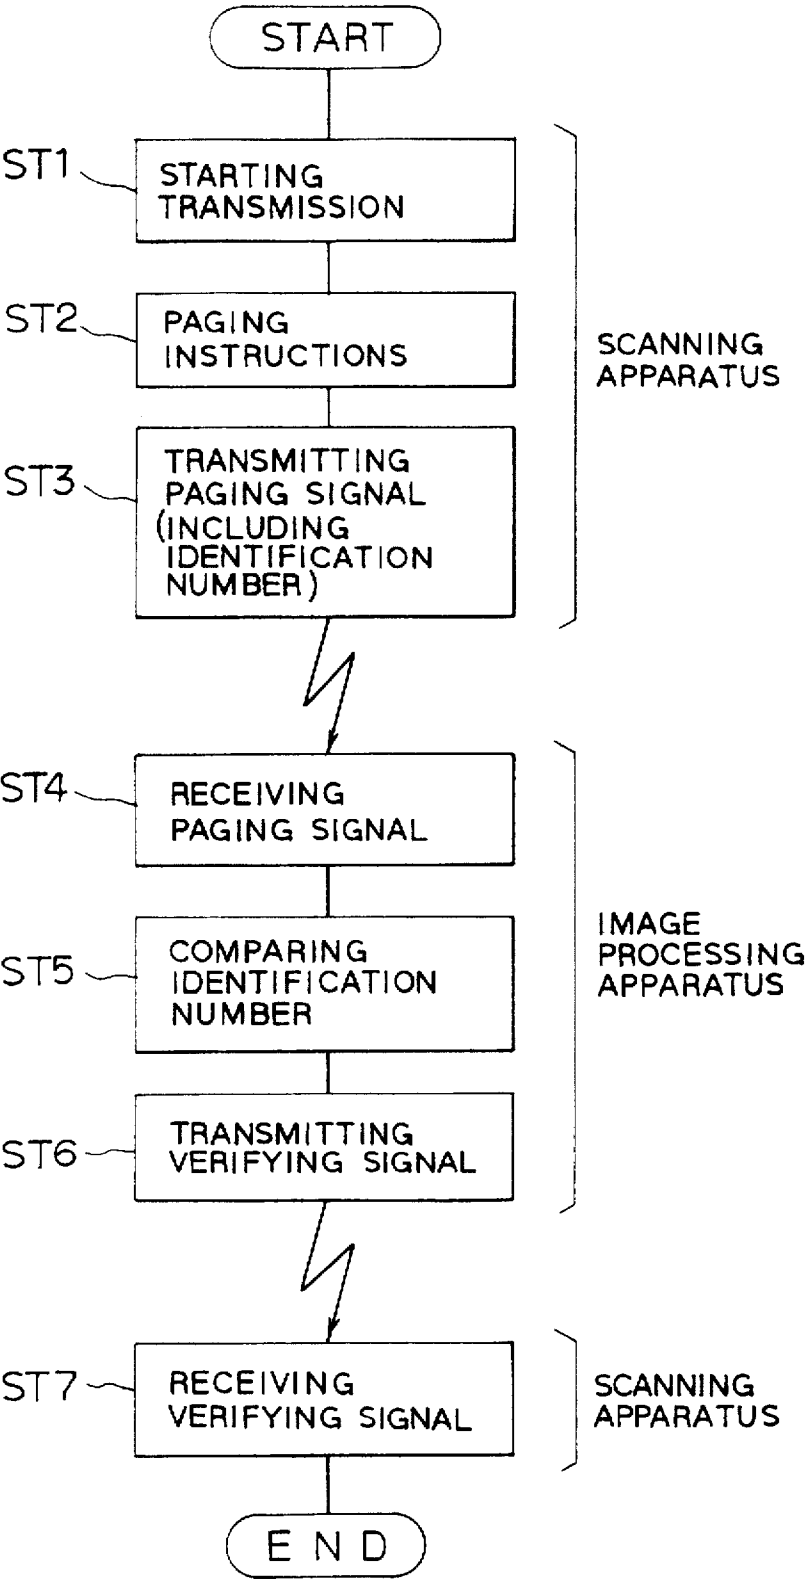 START
ST1
STARTING
TRANSMISSION
ST2
PAGING
INSTRUCTIONS
SCANNING
APPARATUS
ST3
TRANSMITTING
PAGING SIGNAL
(INCLUDING
IDENTIFICATION
NUMBER)
ST4
RECEIVING
PAGING SIGNAL
ST5
COMPARING
IDENTIFICATION
NUMBER
IMAGE
PROCESSING
APPARATUS
ST6
TRANSMITTING
VERIFYING SIGNAL
ST7
RECEIVING
VERIFYING SIGNAL
SCANNING
APPARATUS
END